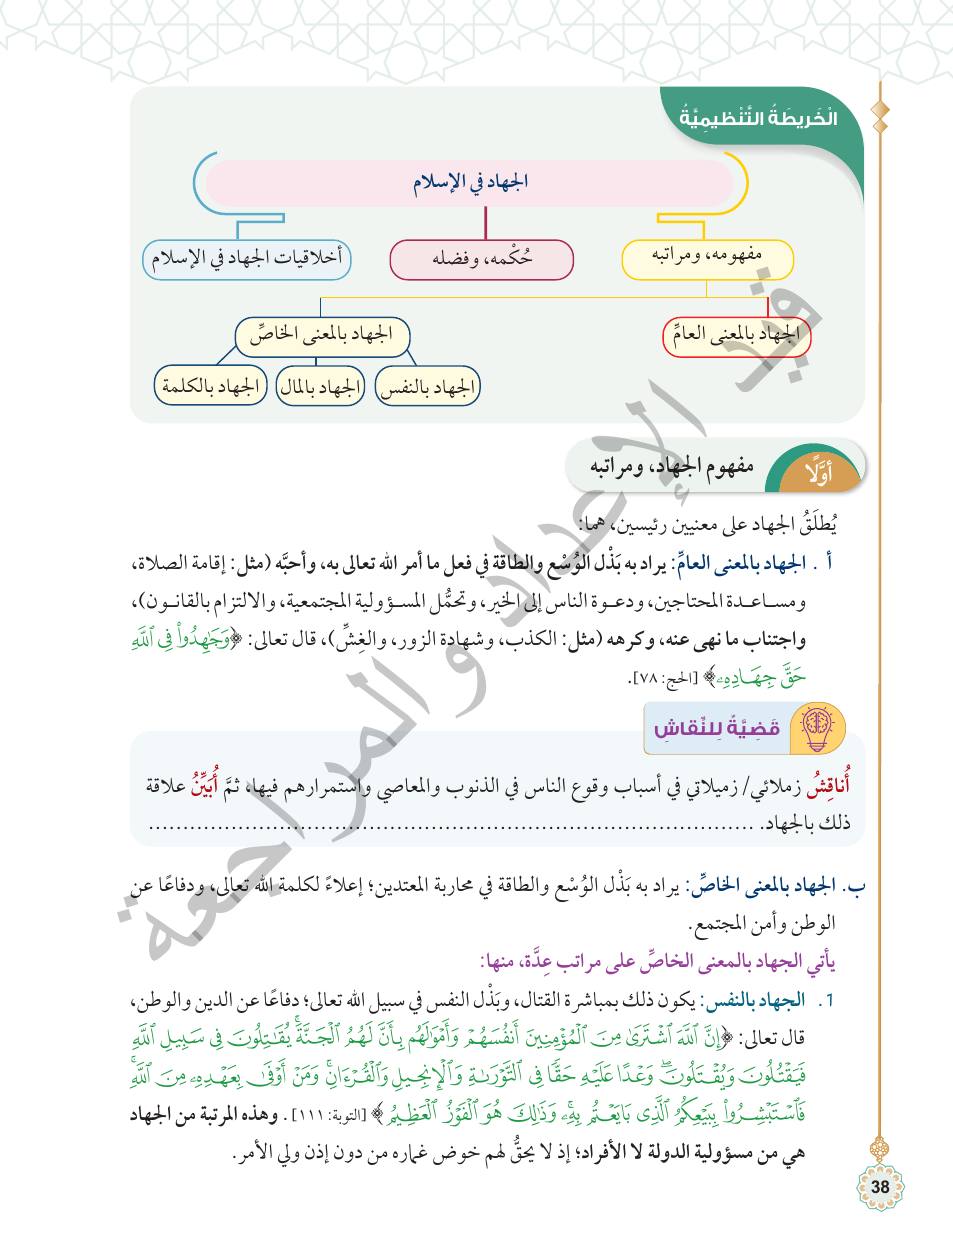 الْخَرِيطَةُ التَّنْظِيمِيَّةُ
الجهاد في الإسلام
مفهومه، ومراتبه
حُكْمه، وفضله
أخلاقيات الجهاد في الإسلام
الجهاد بالمعنى العامِّ
الجهاد بالمعنى الخاصِّ
الجهاد بالنفس
الجهاد بالمال
الجهاد بالكلمة
أوَّلًا
مفهوم الجهاد، ومراتبه
يُطلَقُ الجهاد على معنيين رئيسين، هما:
أ . الجهاد بالمعنى العامِّ: يراد به بَذْل الوُسْع والطاقة في فعل ما أمر الله تعالى به، وأحبَّه (مثل: إقامة الصلاة،
ومساعدة المحتاجين، ودعوة الناس إلى الخير، وتحمُّل المسؤولية المجتمعية، والالتزام بالقانون)،
واجتناب ما نهى عنه، وكرهه (مثل: الكذب، وشهادة الزور، والغِشِّ)، قال تعالى: ﴿وَجَٰهِدُواْ فِي ٱللَّهِ
حَقَّ جِهَادِهِۦ﴾ [الحج: ٧٨].
قَضِيَّةٌ لِلنِّقاشِ
أُناقِشُ زملائي/ زميلاتي في أسباب وقوع الناس في الذنوب والمعاصي واستمرارهم فيها، ثمَّ أُبَيِّنُ علاقة
ذلك بالجهاد. ........................................................................................
ب. الجهاد بالمعنى الخاصِّ: يراد به بَذْل الوُسْع والطاقة في محاربة المعتدين؛ إعلاءً لكلمة الله تعالى، ودفاعًا عن
الوطن وأمن المجتمع.
يأتي الجهاد بالمعنى الخاصِّ على مراتب عِدَّة، منها:
1. الجهاد بالنفس: يكون ذلك بمباشرة القتال، وبَذْل النفس في سبيل الله تعالى؛ دفاعًا عن الدين والوطن،
قال تعالى: ﴿إِنَّ ٱللَّهَ ٱشْتَرَىٰ مِنَ ٱلْمُؤْمِنِينَ أَنفُسَهُمْ وَأَمْوَٰلَهُم بِأَنَّ لَهُمُ ٱلْجَنَّةَۚ يُقَٰتِلُونَ فِي سَبِيلِ ٱللَّهِ
فَيَقْتُلُونَ وَيُقْتَلُونَۖ وَعْدًا عَلَيْهِ حَقًّا فِي ٱلتَّوْرَىٰةِ وَٱلْإِنجِيلِ وَٱلْقُرْءَانِۚ وَمَنْ أَوْفَىٰ بِعَهْدِهِۦ مِنَ ٱللَّهِۚ
فَٱسْتَبْشِرُواْ بِبَيْعِكُمُ ٱلَّذِي بَايَعْتُم بِهِۦۚ وَذَٰلِكَ هُوَ ٱلْفَوْزُ ٱلْعَظِيمُ﴾ [التوبة: ١١١]. وهذه المرتبة من الجهاد
هي من مسؤولية الدولة لا الأفراد؛ إذ لا يحقُّ لهم خوض غماره من دون إذن ولي الأمر.
38
قيد الإعداد والمراجعة